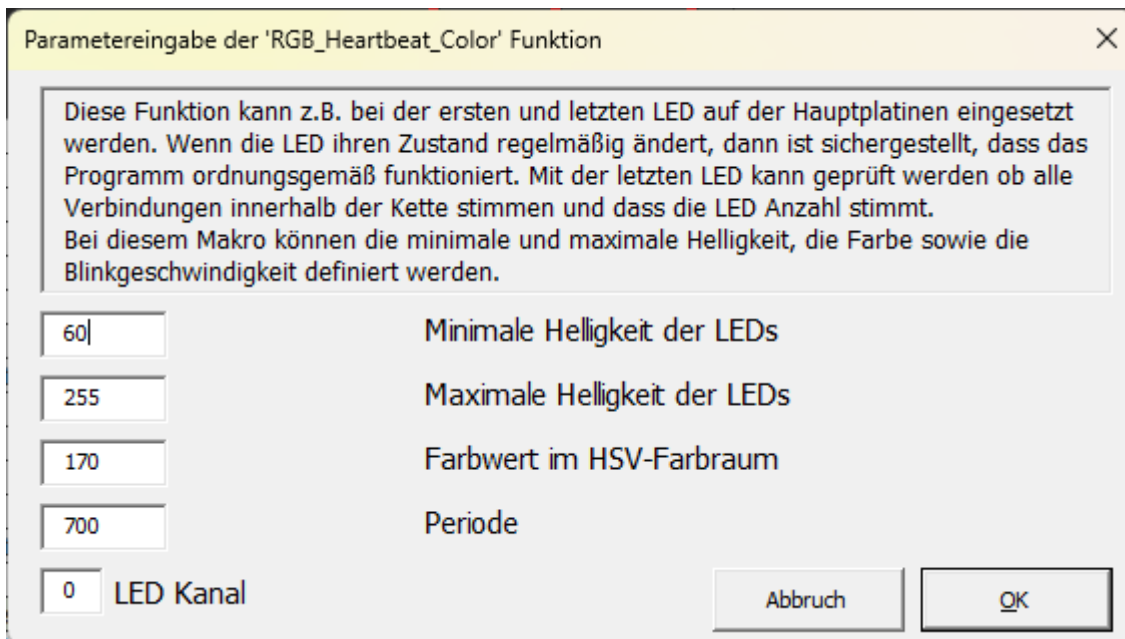 Parametereingabe der 'RGB_Heartbeat_Color' Funktion
Diese Funktion kann z.B. bei der ersten und letzten LED auf der Hauptplatinen eingesetzt
werden. Wenn die LED ihren Zustand regelmäßig ändert, dann ist sichergestellt, dass das
Programm ordnungsgemäß funktioniert. Mit der letzten LED kann geprüft werden ob alle
Verbindungen innerhalb der Kette stimmen und dass die LED Anzahl stimmt.
Bei diesem Makro können die minimale und maximale Helligkeit, die Farbe sowie die
Blinkgeschwindigkeit definiert werden.
60 Minimale Helligkeit der LEDs
255 Maximale Helligkeit der LEDs
170 Farbwert im HSV-Farbraum
700 Periode
0 LED Kanal Abbruch OK